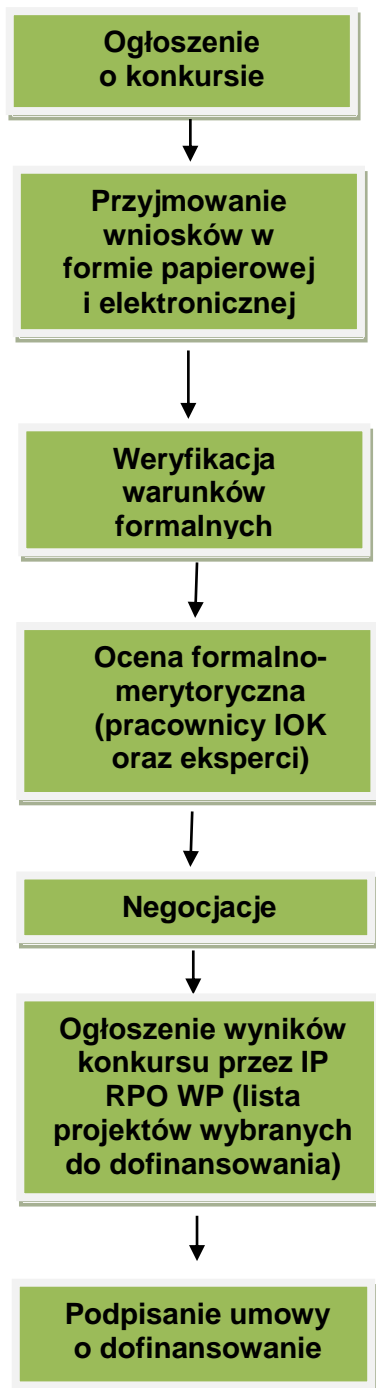 Ogłoszenie
o konkursie
Przyjmowanie
wniosków w
formie papierowej
i elektronicznej
Weryfikacja
warunków
formalnych
Ocena formalno-
merytoryczna
(pracownicy IOK
oraz eksperci)
Negocjacje
Ogłoszenie wyników
konkursu przez IP
RPO WP (lista
projektów wybranych
do dofinansowania)
Podpisanie umowy
o dofinansowanie